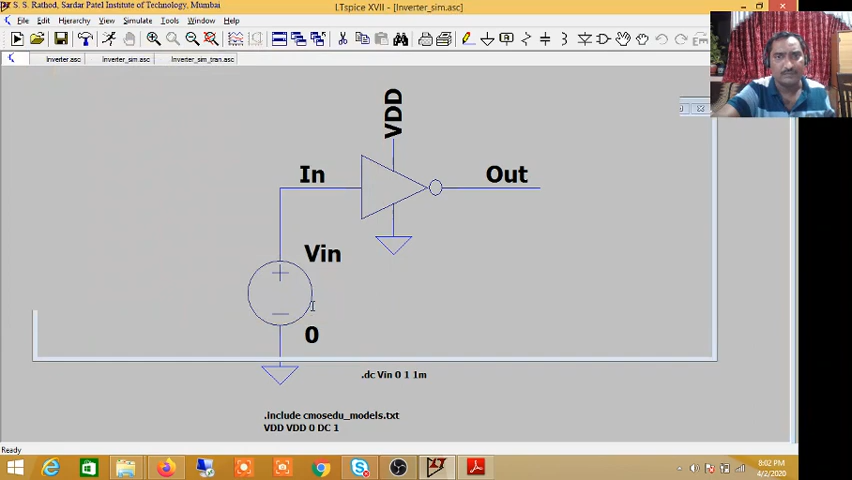 Dr S. S. Rathod, Sardar Patel Institute of Technology, Mumbai
LTspice XVII - [Inverter_sim.asc]
File Edit Hierarchy View Simulate Tools Window Help
Inverter.asc Inverter_sim.asc Inverter_sim_tran.asc
VDD
In
Out
Vin
0
.dc Vin 0 1 1m
.include cmosedu_models.txt
VDD VDD 0 DC 1
Ready
8:02 PM
4/2/2020